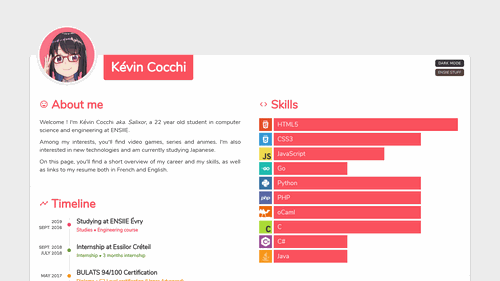 Kévin Cocchi
DARK MODE
INSIDE STUFF
About me
Welcome ! I'm Kévin Cocchi aka Salixor, a 22 year old student in computer
science and engineering at ENSIIE.
Among my interests, you'll find video games, series and animes. I'm also
interested in new technologies and am currently studying Japanese.
On this page, you'll find a short overview of my career and my skills, as well
as links to my resume both in French and English.
Timeline
2019
SEPT. 2016
Studying at ENSIIE Évry
Studies • Engineering course
SEPT. 2018
JULY 2018
Internship at Essilor Créteil
Internship • 3 months internship
MAY 2017
BULATS 94/100 Certification
Skills
HTML5
CSS3
JS
JavaScript
GO
Go
Python
php
PHP
oCaml
C
C
C#
Java